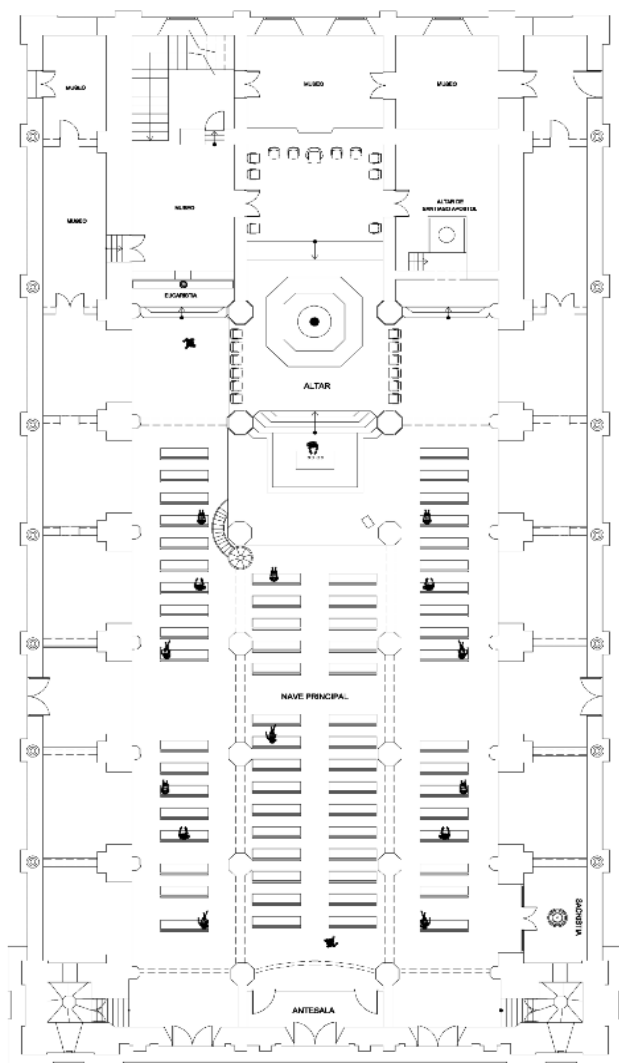 MUSEO
MUSEO
MUSEO
MUSEO
MUSEO
ALTAR DE
SANTIAGO APOSTOL
EUCARISTIA
ALTAR
NAVE PRINCIPAL
SACRISTIA
ANTESALA